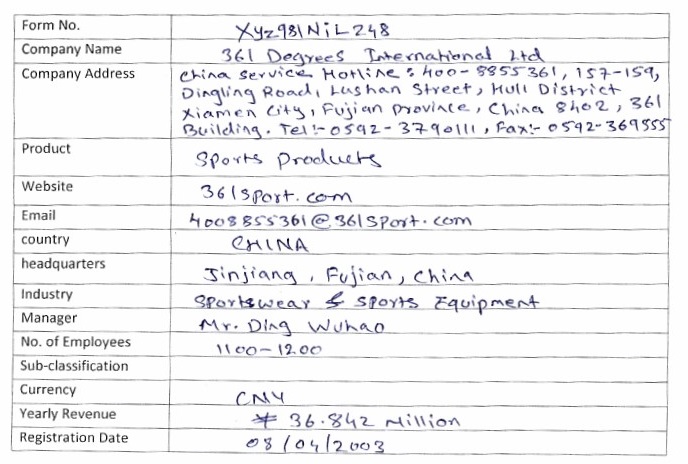 Form No. Xyz981NiL248
Company Name 361 Degrees International Ltd
Company Address China service Hotline : 400-8855361, 157-159,
Dingling Road, Lushan Street, Hull District
Xiamen City, Fujian province, China 8402, 361
Building. Tel:- 0592-3790111, Fax:- 0592-369555
Product Sports Products
Website 361sport.com
Email 4008855361@361sport.com
country CHINA
headquarters Jinjiang, Fujian, China
Industry Sportswear & Sports Equipment
Manager Mr. Ding Wuhao
No. of Employees 1100-1200
Sub-classification
Currency CNY
Yearly Revenue ¥ 36.842 Million
Registration Date 08/04/2003